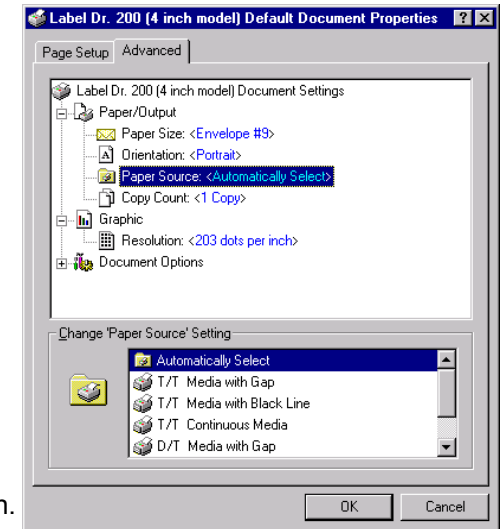 Label Dr. 200 (4 inch model) Default Document Properties
Page Setup Advanced
Label Dr. 200 (4 inch model) Document Settings
Paper/Output
Paper Size: <Envelope #9>
Orientation: <Portrait>
Paper Source: <Automatically Select>
Copy Count: <1 Copy>
Graphic
Resolution: <203 dots per inch>
Document Options
Change 'Paper Source' Setting
Automatically Select
T/T Media with Gap
T/T Media with Black Line
T/T Continuous Media
D/T Media with Gap
OK Cancel